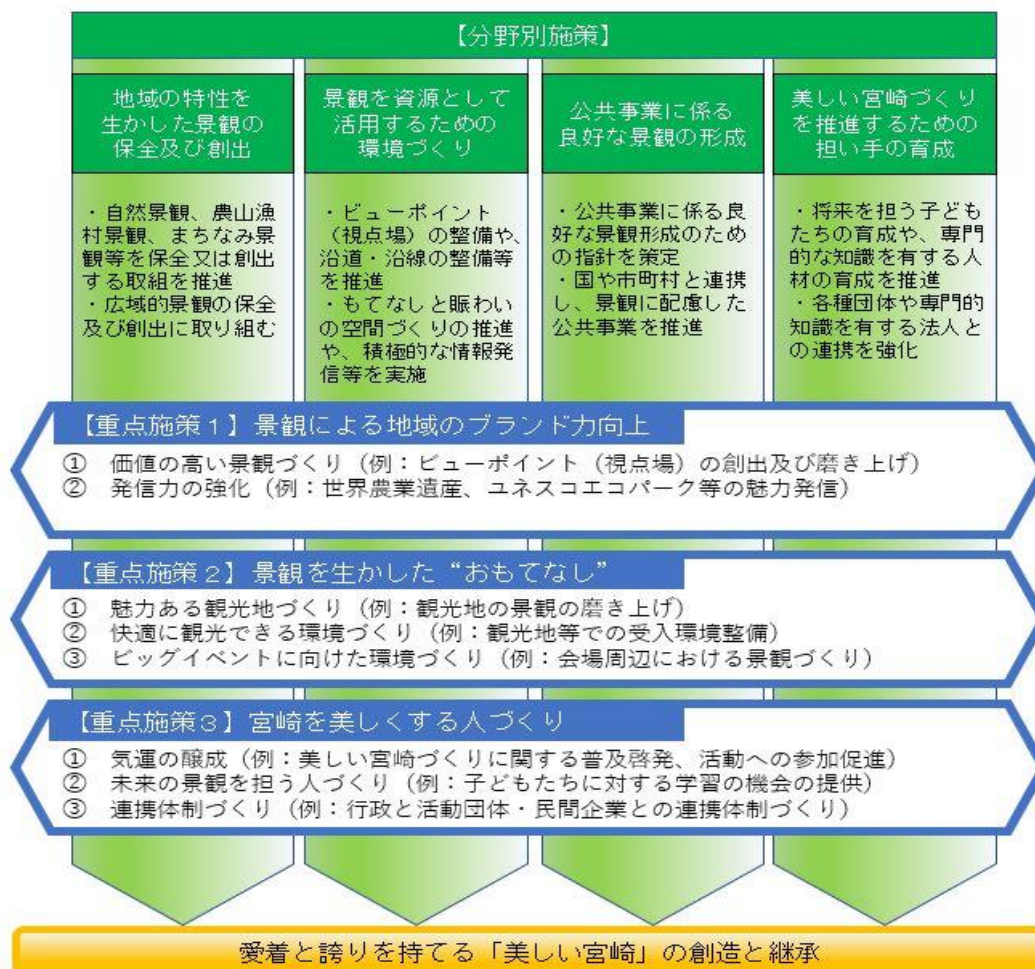 【分野別施策】
地域の特性を
生かした景観の
保全及び創出
・自然景観、農山漁
村景観、まちなみ景
観等を保全又は創出
する取組を推進
・広域的景観の保全
及び創出に取り組む
景観を資源として
活用するための
環境づくり
・ビューポイント
（視点場）の整備や、
沿道・沿線の整備等
を推進
・もてなしと賑わい
の空間づくりの推進
や、積極的な情報発
信等を実施
公共事業に係る
良好な景観の形成
・公共事業に係る良
好な景観形成のため
の指針を策定
・国や市町村と連携
し、景観に配慮した
公共事業を推進
美しい宮崎づくり
を推進するための
担い手の育成
・将来を担う子ども
たちの育成や、専門
的な知識を有する人
材の育成を推進
・各種団体や専門的
知識を有する法人と
の連携を強化
【重点施策１】景観による地域のブランド力向上
① 価値の高い景観づくり（例：ビューポイント（視点場）の創出及び磨き上げ）
② 発信力の強化（例：世界農業遺産、ユネスコエコパーク等の魅力発信）
【重点施策２】景観を生かした“おもてなし”
① 魅力ある観光地づくり（例：観光地の景観の磨き上げ）
② 快適に観光できる環境づくり（例：観光地等での受入環境整備）
③ ビッグイベントに向けた環境づくり（例：会場周辺における景観づくり）
【重点施策３】宮崎を美しくする人づくり
① 気運の醸成（例：美しい宮崎づくりに関する普及啓発、活動への参加促進）
② 未来の景観を担う人づくり（例：子どもたちに対する学習の機会の提供）
③ 連携体制づくり（例：行政と活動団体・民間企業との連携体制づくり）
愛着と誇りを持てる「美しい宮崎」の創造と継承